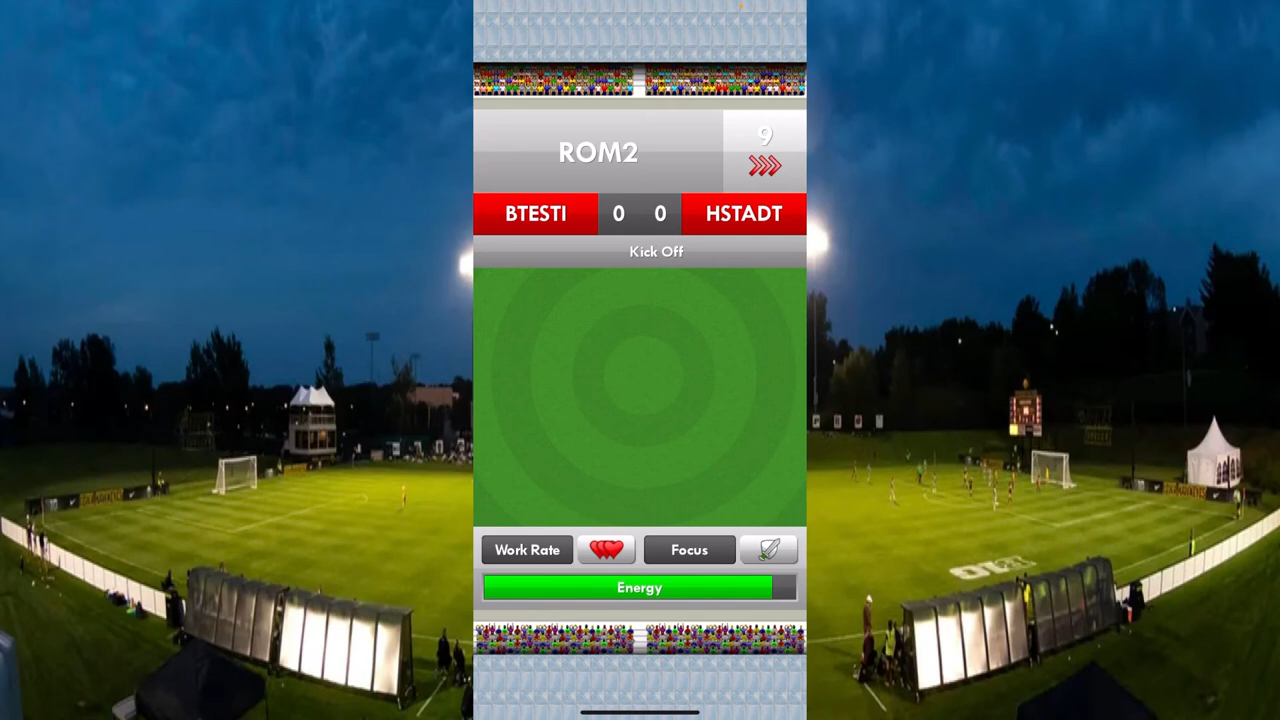 ROM2
9
BTESTI 0 0 HSTADT
Kick Off
Work Rate Focus
Energy